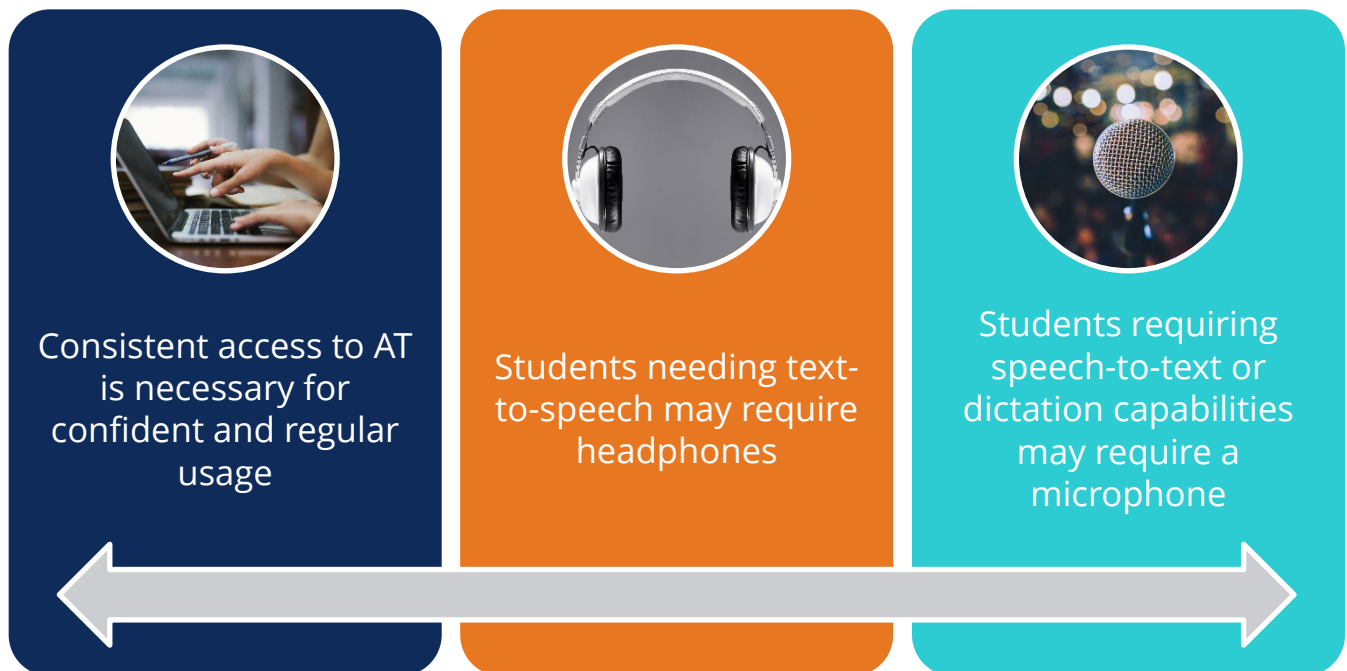 Consistent access to AT
is necessary for
confident and regular
usage
Students needing text-
to-speech may require
headphones
Students requiring
speech-to-text or
dictation capabilities
may require a
microphone